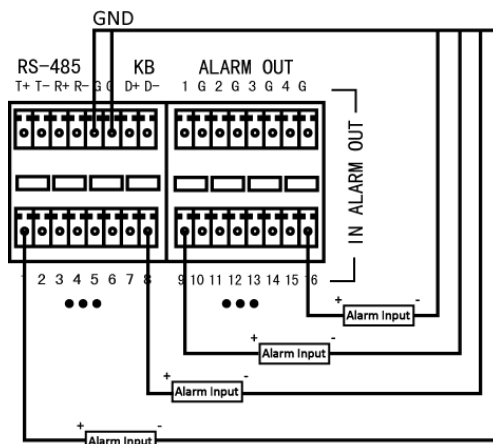 GND
RS-485 KB ALARM OUT
T+ T- R+ R- G G D+ D- 1 G 2 G 3 G 4 G
IN ALARM OUT
1 2 3 4 5 6 7 8 9 10 11 12 13 14 15 16
+ -
Alarm Input
+ -
Alarm Input
+ -
Alarm Input
+ -
Alarm Input